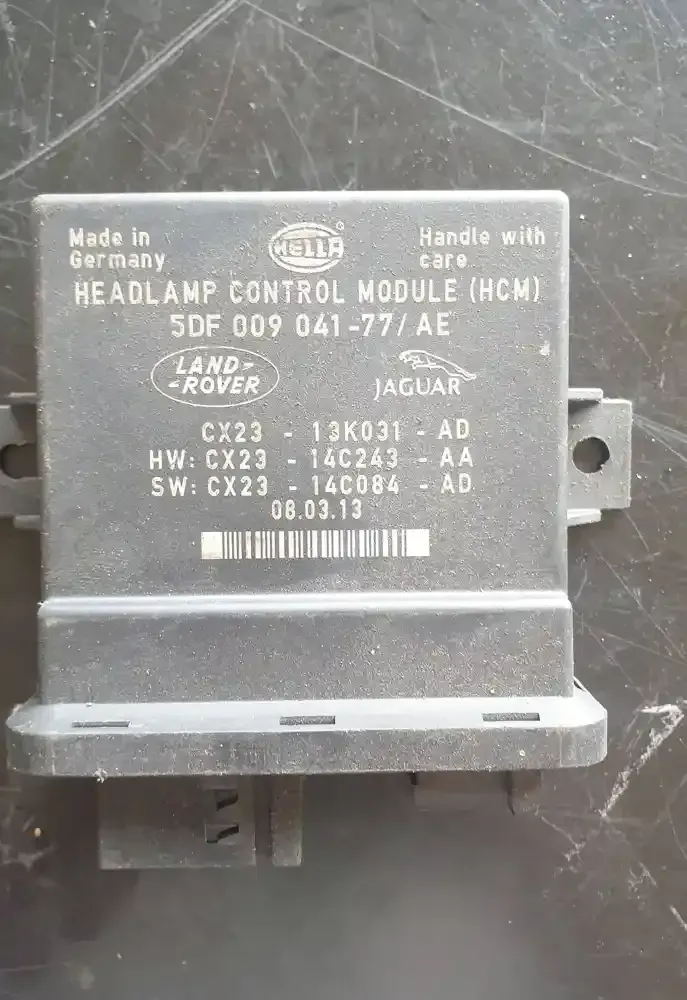 Made in Germany
HELLA
®
Handle with care
HEADLAMP CONTROL MODULE (HCM)
5DF 009 041-77/AE
LAND-
-ROVER
JAGUAR
CX23 - 13K031 - AD
HW: CX23 - 14C243 - AA
SW: CX23 - 14C084 - AD
08.03.13